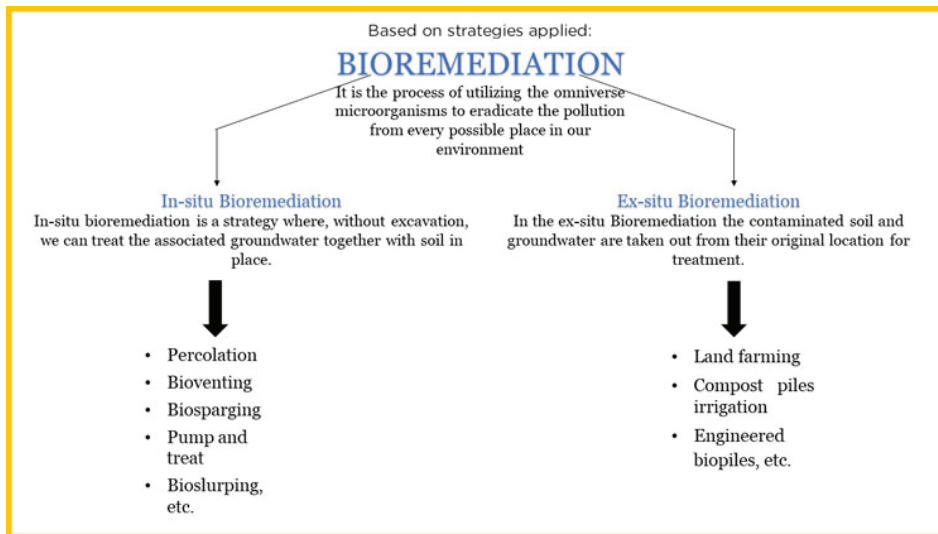 Based on strategies applied:
BIOREMEDIATION
It is the process of utilizing the omniverse
microorganisms to eradicate the pollution
from every possible place in our
environment
In-situ Bioremediation
In-situ bioremediation is a strategy where, without excavation,
we can treat the associated groundwater together with soil in
place.
• Percolation
• Bioventing
• Biosparging
• Pump and
treat
• Bioslurping,
etc.
Ex-situ Bioremediation
In the ex-situ Bioremediation the contaminated soil and
groundwater are taken out from their original location for
treatment.
• Land farming
• Compost piles
irrigation
• Engineered
biopiles, etc.